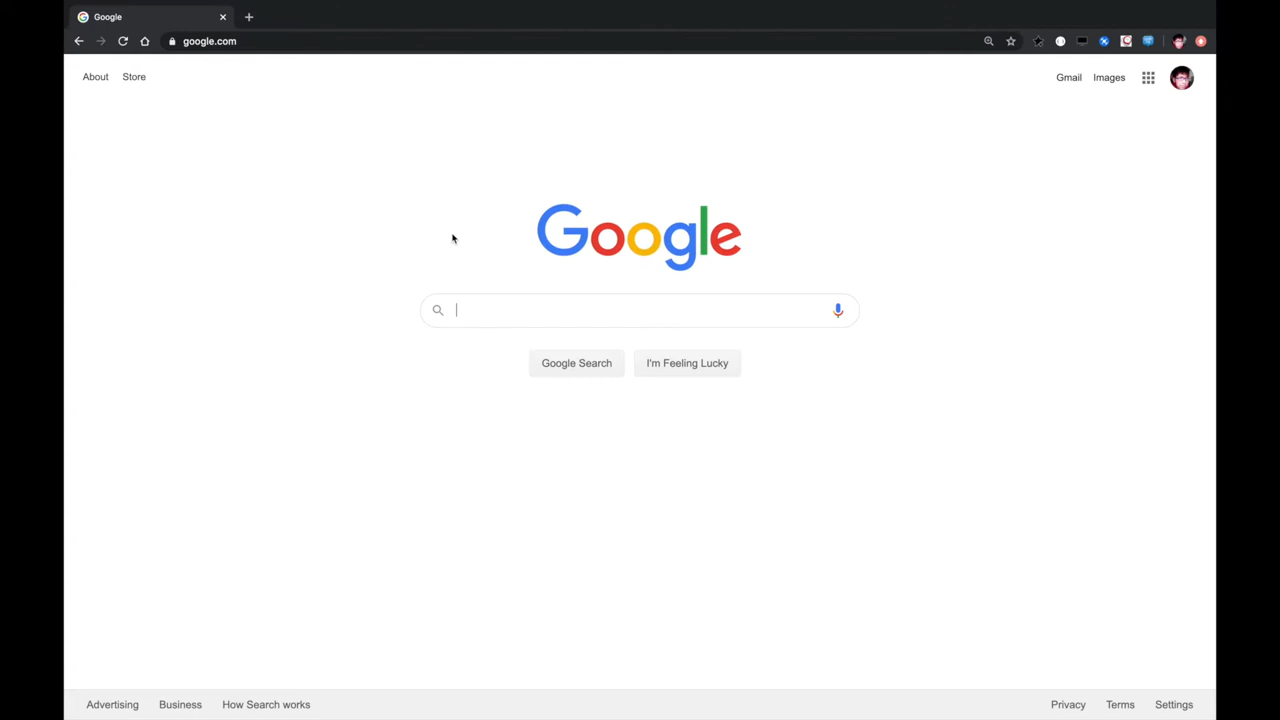 Google
google.com
About Store
Gmail Images
Google
Google Search I'm Feeling Lucky
Advertising Business How Search works
Privacy Terms Settings